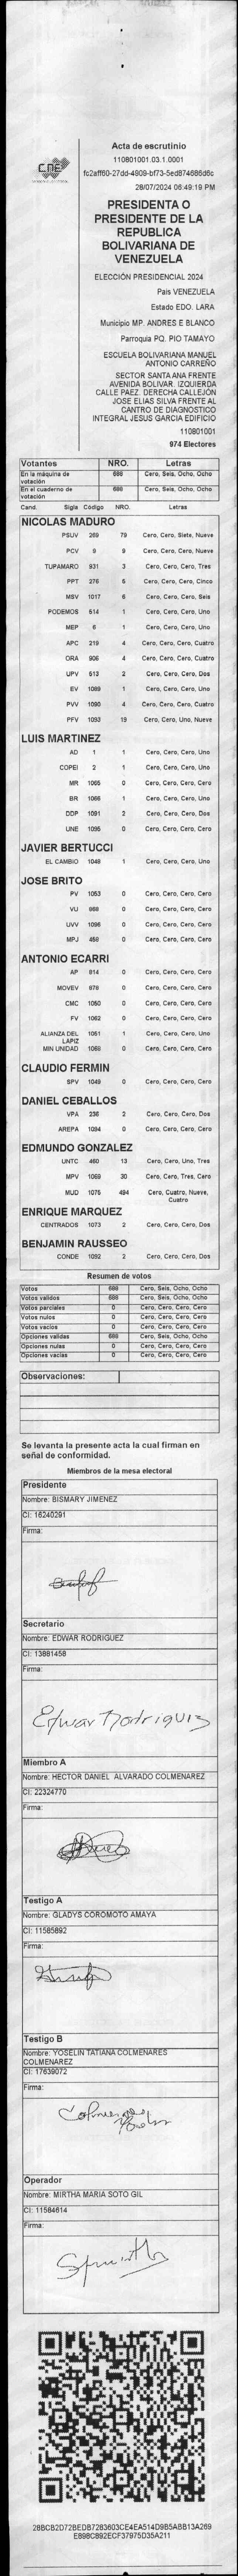 CNE
Acta de escrutinio
110801001.03.1.0001
fc2aff60-27dd-4909-bf73-5ed874686d6c
28/07/2024 06:49:19 PM
PRESIDENTA O
PRESIDENTE DE LA
REPUBLICA
BOLIVARIANA DE
VENEZUELA
ELECCIÓN PRESIDENCIAL 2024
Pais VENEZUELA
Estado EDO. LARA
Municipio MP. ANDRES E BLANCO
Parroquia PQ. PIO TAMAYO
ESCUELA BOLIVARIANA MANUEL
ANTONIO CARREÑO
SECTOR SANTA ANA FRENTE
AVENIDA BOLIVAR. IZQUIERDA
CALLE PAEZ. DERECHA CALLEJÓN
JOSE ELIAS SILVA FRENTE AL
CANTRO DE DIAGNOSTICO
INTEGRAL JESUS GARCIA EDIFICIO
110801001
974 Electores
Votantes NRO. Letras
En la máquina de votación 688 Cero, Seis, Ocho, Ocho
En el cuaderno de votación 688 Cero, Seis, Ocho, Ocho
Cand. Sigla Código NRO. Letras
NICOLAS MADURO
PSUV 269 79 Cero, Cero, Siete, Nueve
PCV 9 9 Cero, Cero, Cero, Nueve
TUPAMARO 931 3 Cero, Cero, Cero, Tres
PPT 276 5 Cero, Cero, Cero, Cinco
MSV 1017 6 Cero, Cero, Cero, Seis
PODEMOS 514 1 Cero, Cero, Cero, Uno
MEP 6 1 Cero, Cero, Cero, Uno
APC 219 4 Cero, Cero, Cero, Cuatro
ORA 906 4 Cero, Cero, Cero, Cuatro
UPV 513 2 Cero, Cero, Cero, Dos
EV 1089 1 Cero, Cero, Cero, Uno
PVV 1090 4 Cero, Cero, Cero, Cuatro
PFV 1093 19 Cero, Cero, Uno, Nueve
LUIS MARTINEZ
AD 1 1 Cero, Cero, Cero, Uno
COPEI 2 1 Cero, Cero, Cero, Uno
MR 1065 0 Cero, Cero, Cero, Cero
BR 1066 1 Cero, Cero, Cero, Uno
DDP 1091 2 Cero, Cero, Cero, Dos
UNE 1095 0 Cero, Cero, Cero, Cero
JAVIER BERTUCCI
EL CAMBIO 1048 1 Cero, Cero, Cero, Uno
JOSE BRITO
PV 1053 0 Cero, Cero, Cero, Cero
VU 968 0 Cero, Cero, Cero, Cero
UVV 1096 0 Cero, Cero, Cero, Cero
MPJ 458 0 Cero, Cero, Cero, Cero
ANTONIO ECARRI
AP 914 0 Cero, Cero, Cero, Cero
MOVEV 678 0 Cero, Cero, Cero, Cero
CMC 1050 0 Cero, Cero, Cero, Cero
FV 1062 0 Cero, Cero, Cero, Cero
ALIANZA DEL LAPIZ 1051 1 Cero, Cero, Cero, Uno
MIN UNIDAD 1068 0 Cero, Cero, Cero, Cero
CLAUDIO FERMIN
SPV 1049 0 Cero, Cero, Cero, Cero
DANIEL CEBALLOS
VPA 236 2 Cero, Cero, Cero, Dos
AREPA 1094 0 Cero, Cero, Cero, Cero
EDMUNDO GONZALEZ
UNTC 460 13 Cero, Cero, Uno, Tres
MPV 1069 30 Cero, Cero, Tres, Cero
MUD 1075 494 Cero, Cuatro, Nueve, Cuatro
ENRIQUE MARQUEZ
CENTRADOS 1073 2 Cero, Cero, Cero, Dos
BENJAMIN RAUSSEO
CONDE 1092 2 Cero, Cero, Cero, Dos
Resumen de votos
Votos 688 Cero, Seis, Ocho, Ocho
Votos validos 688 Cero, Seis, Ocho, Ocho
Votos parciales 0 Cero, Cero, Cero, Cero
Votos nulos 0 Cero, Cero, Cero, Cero
Votos vacios 0 Cero, Cero, Cero, Cero
Opciones validas 688 Cero, Seis, Ocho, Ocho
Opciones nulas 0 Cero, Cero, Cero, Cero
Opciones vacias 0 Cero, Cero, Cero, Cero
Observaciones:
Se levanta la presente acta la cual firman en
señal de conformidad.
Miembros de la mesa electoral
Presidente
Nombre: BISMARY JIMENEZ
CI: 16240291
Firma:
Secretario
Nombre: EDWAR RODRIGUEZ
CI: 13881458
Firma:
Edwar Rodriguez
Miembro A
Nombre: HECTOR DANIEL ALVARADO COLMENAREZ
CI: 22324770
Firma:
Testigo A
Nombre: GLADYS COROMOTO AMAYA
CI: 11585892
Firma:
Testigo B
Nombre: YOSELIN TATIANA COLMENARES
COLMENAREZ
CI: 17639072
Firma:
Operador
Nombre: MIRTHA MARIA SOTO GIL
CI: 11584614
Firma:
28BCB2D72BEDB7283603CE4EA514D9B5ABB13A269
E898C892ECF37975D35A211